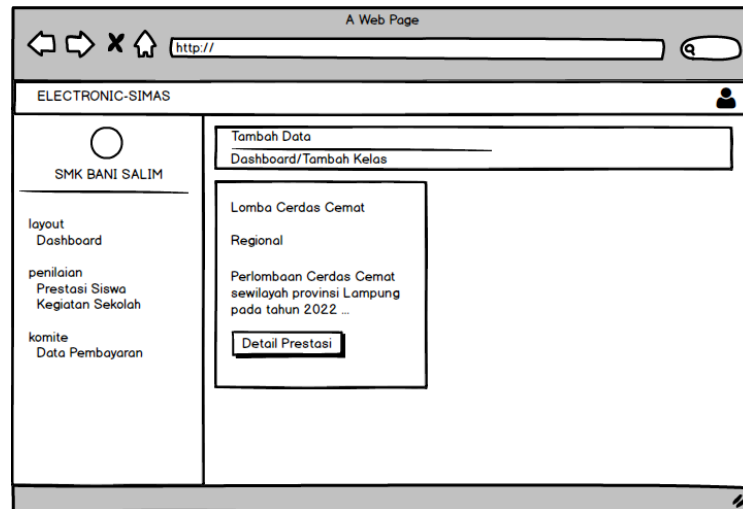 A Web Page
http://
ELECTRONIC-SIMAS
SMK BANI SALIM
layout
Dashboard
penilaian
Prestasi Siswa
Kegiatan Sekolah
komite
Data Pembayaran
Tambah Data
Dashboard/Tambah Kelas
Lomba Cerdas Cemat
Regional
Perlombaan Cerdas Cemat
sewilayah provinsi Lampung
pada tahun 2022 ...
Detail Prestasi